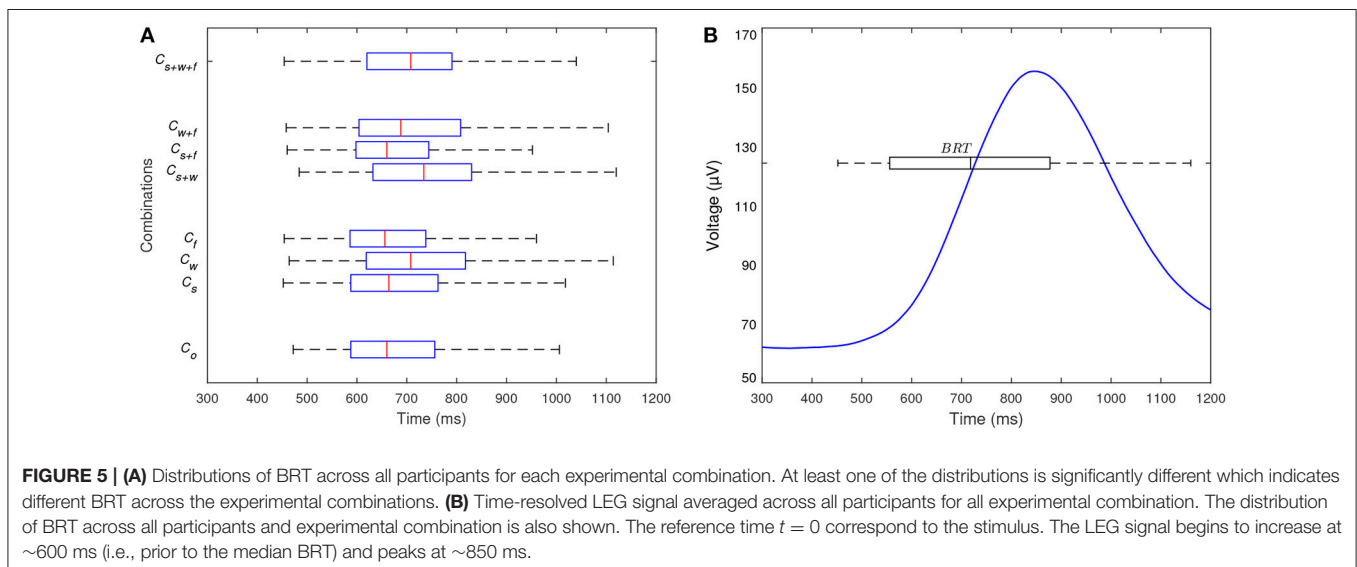 A
C_{s+w+f}
C_{w+f}
C_{s+f}
C_{s+w}
C_f
C_w
C_s
C_o
Combinations
300 400 500 600 700 800 900 1000 1100 1200
Time (ms)
B
170
150
130
110
90
70
50
Voltage (µV)
BRT
300 400 500 600 700 800 900 1000 1100 1200
Time (ms)
FIGURE 5 | (A) Distributions of BRT across all participants for each experimental combination. At least one of the distributions is significantly different which indicates
different BRT across the experimental combinations. (B) Time-resolved LEG signal averaged across all participants for all experimental combination. The distribution
of BRT across all participants and experimental combination is also shown. The reference time t = 0 correspond to the stimulus. The LEG signal begins to increase at
~600 ms (i.e., prior to the median BRT) and peaks at ~850 ms.